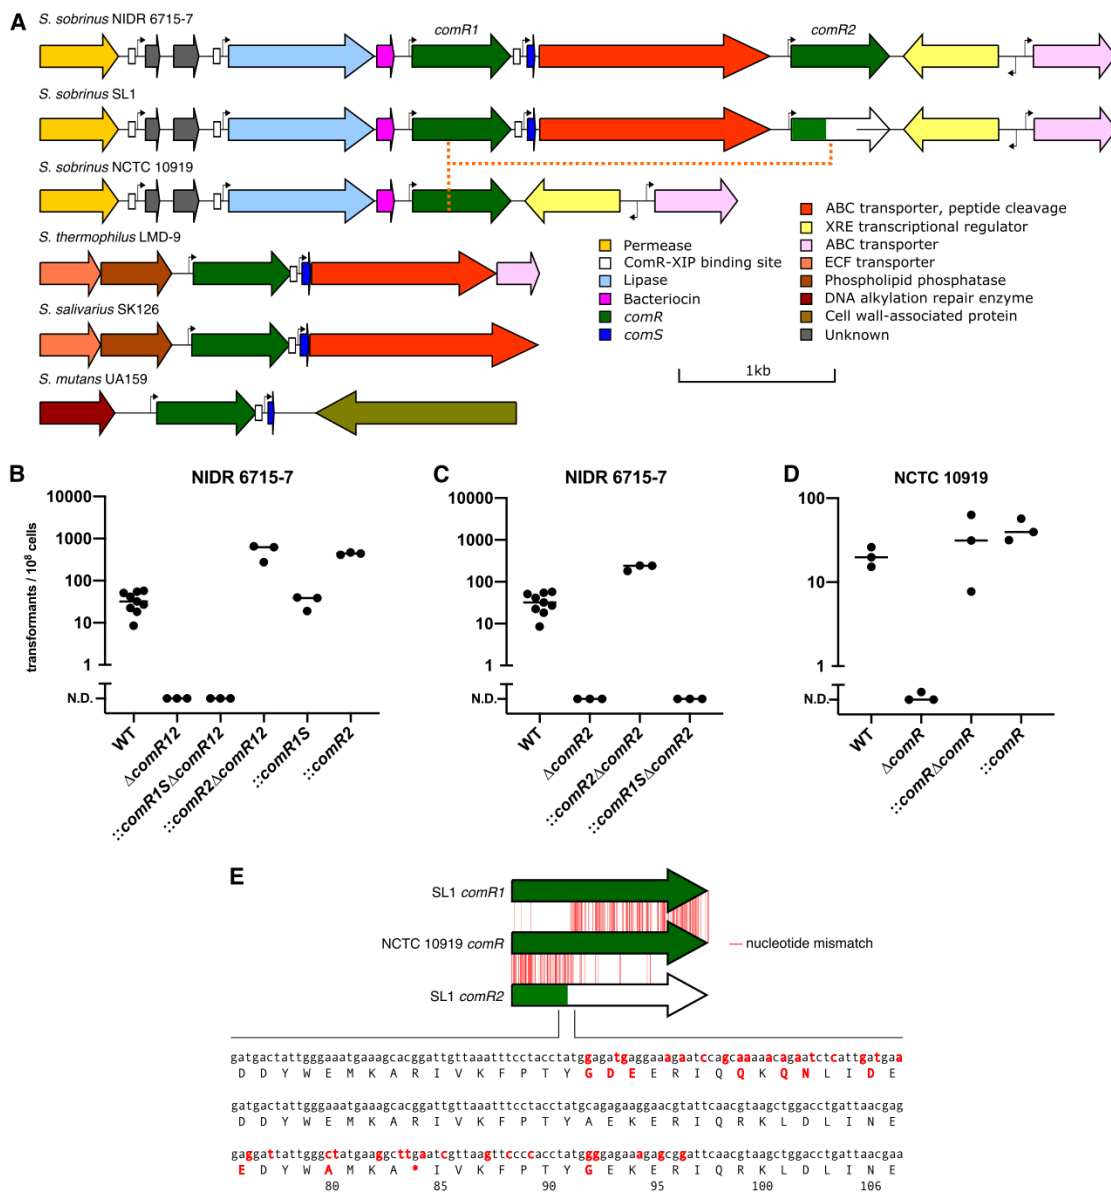 A
S. sobrinus NIDR 6715-7
comR1
comR2
S. sobrinus SL1
S. sobrinus NCTC 10919
S. thermophilus LMD-9
S. salivarius SK126
S. mutans UA159
Permease
ComR-XIP binding site
Lipase
Bacteriocin
comR
comS
ABC transporter, peptide cleavage
XRE transcriptional regulator
ABC transporter
ECF transporter
Phospholipid phosphatase
DNA alkylation repair enzyme
Cell wall-associated protein
Unknown
1kb
B
NIDR 6715-7
transformants / 10⁸ cells
10000
1000
100
10
1
N.D.
WT
ΔcomR12
::comR1SΔcomR12
::comR2ΔcomR12
::comR1S
::comR2
C
NIDR 6715-7
10000
1000
100
10
1
N.D.
WT
ΔcomR2
::comR2ΔcomR2
::comR1SΔcomR2
D
NCTC 10919
100
10
1
N.D.
WT
ΔcomR
::comRΔcomR
::comR
E
SL1 comR1
NCTC 10919 comR
SL1 comR2
nucleotide mismatch
gatgactattgggaaatgaaagcacggattgttaaatttcctacctatggagatgaggaaagaatccagcaaaaacagaatctcattgatgaa
D D Y W E M K A R I V K F P T Y G D E E R I Q Q K Q N L I D E
gatgactattgggaaatgaaagcacggattgttaaatttcctacctatgcagagaaggaacgtattcaacgtaagctggacctgattaacgag
D D Y W E M K A R I V K F P T Y A E K E R I Q R K L D L I N E
gaggattattgggctatgaaggcttgaatcgttaagttccccacctatggggagaaagagcggattcaacgtaagctggacctgattaacgag
E D Y W A M K A * I V K F P T Y G E K E R I Q R K L D L I N E
80 85 90 95 100 106